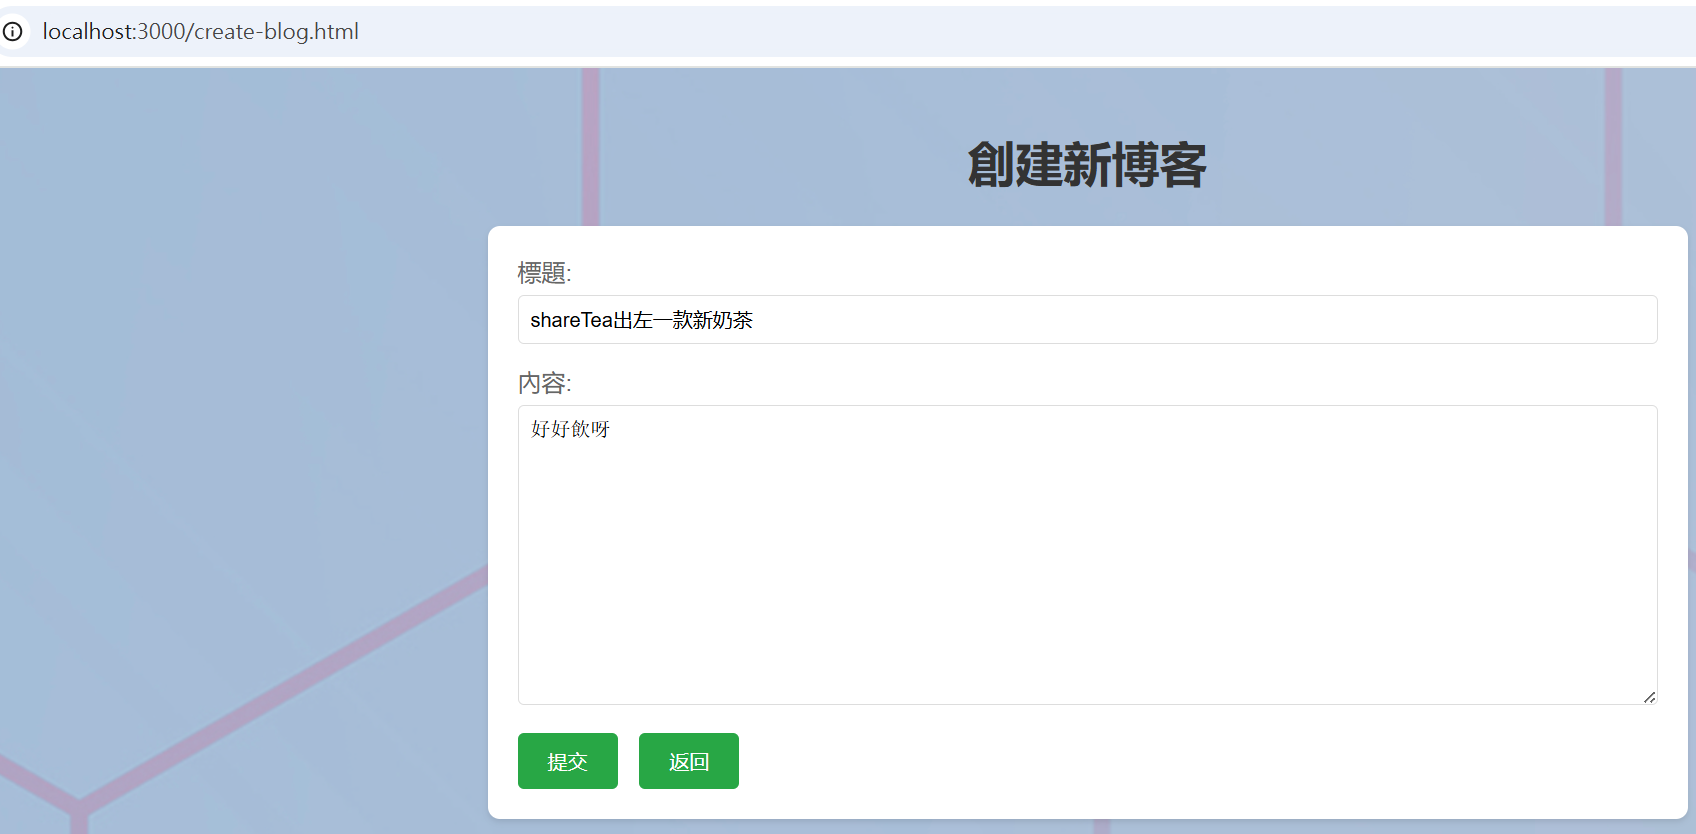 localhost:3000/create-blog.html
創建新博客
標題:
shareTea出左一款新奶茶
內容:
好好飲呀
提交
返回